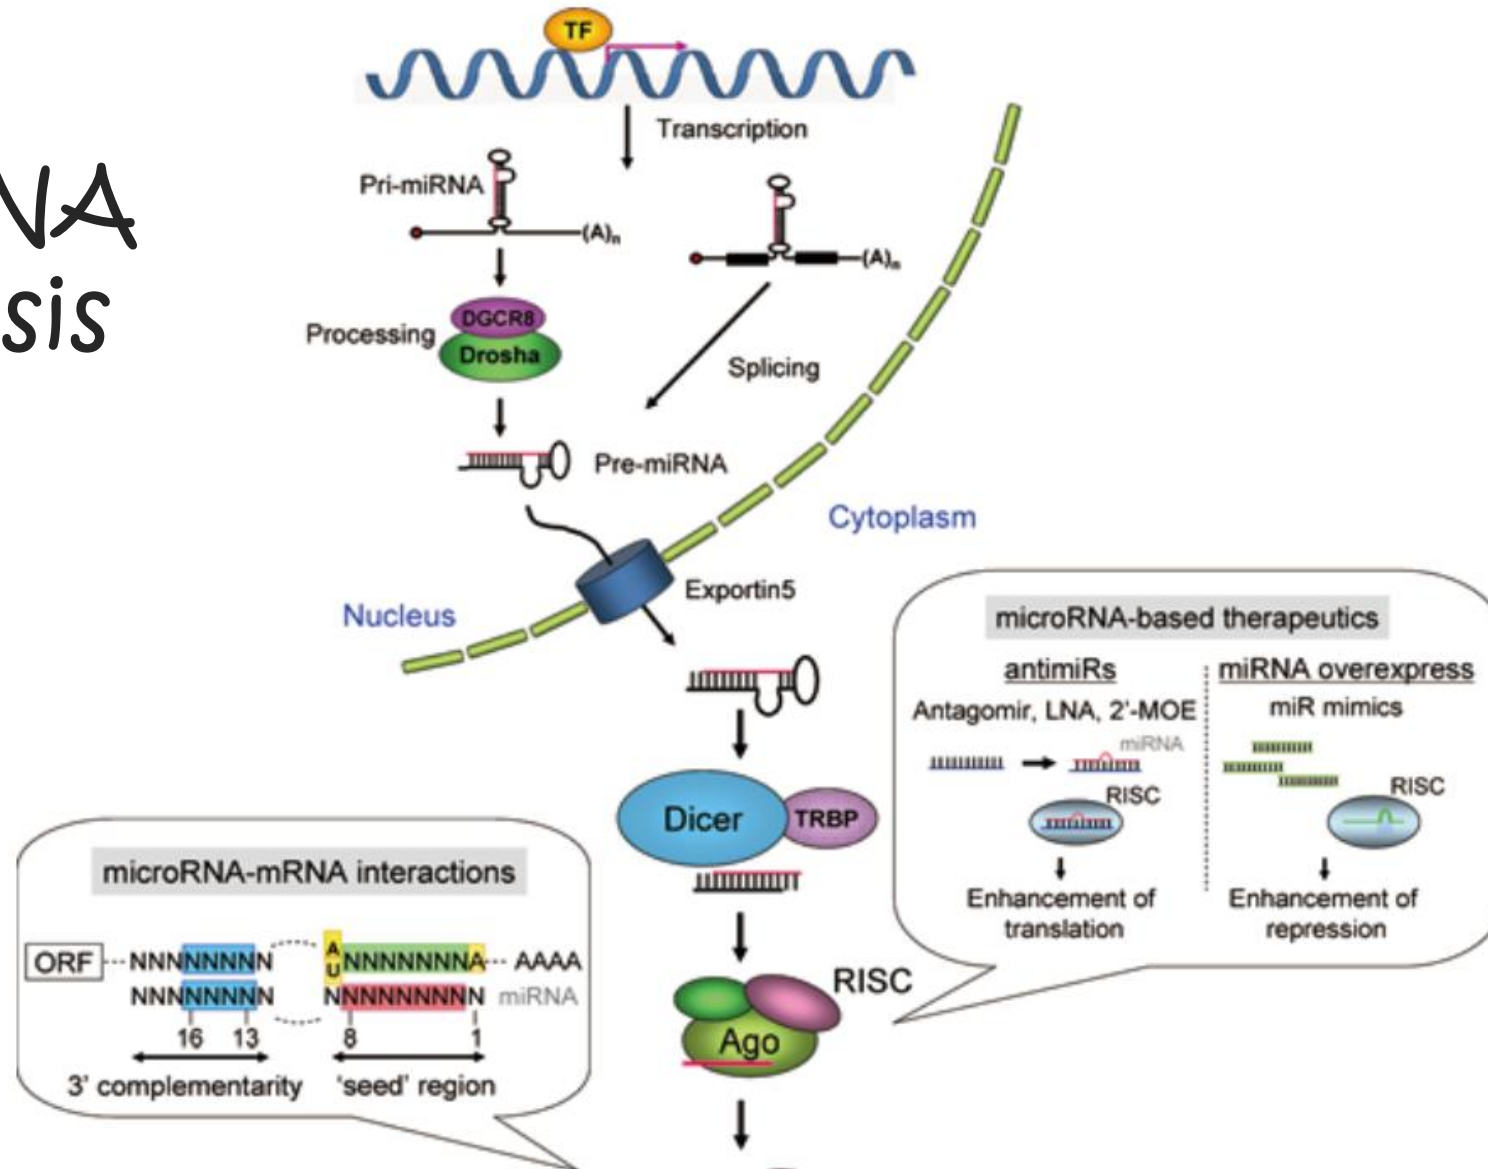 NA
sis
TF
Transcription
Pri-miRNA
(A)n
(A)n
DGCR8
Processing
Drosha
Splicing
Pre-miRNA
Cytoplasm
Exportin5
Nucleus
microRNA-based therapeutics
antimiRs
Antagomir, LNA, 2'-MOE
miRNA
RISC
Enhancement of
translation
miRNA overexpress
miR mimics
RISC
Enhancement of
repression
Dicer
TRBP
microRNA-mRNA interactions
ORF NNNNNNNN A NNNNNNNA AAAA
U
NNNNNNNN NNNNNNNNN miRNA
16 13 8 1
3' complementarity 'seed' region
RISC
Ago